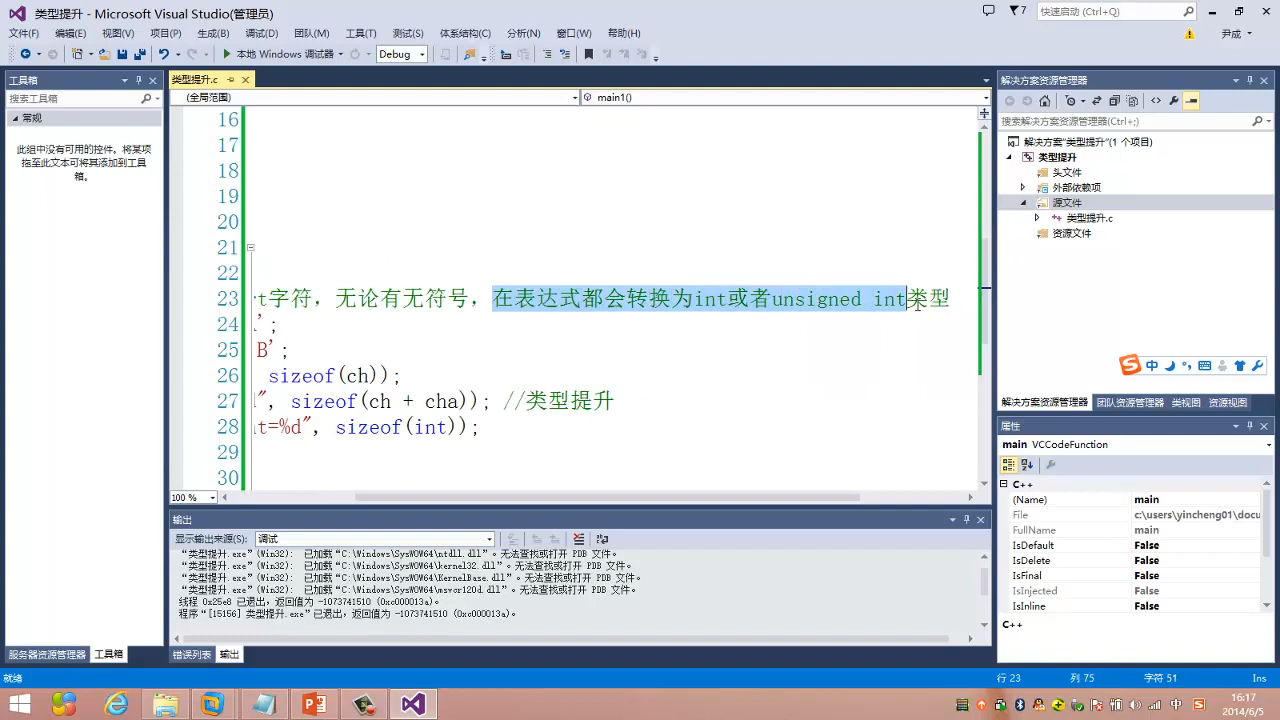 类型提升 - Microsoft Visual Studio(管理员)
7
快速启动 (Ctrl+Q)
文件(F) 编辑(E) 视图(V) 项目(P) 生成(B) 调试(D) 团队(M) 工具(T) 测试(S) 体系结构(C) 分析(N) 窗口(W) 帮助(H)
尹成
本地 Windows 调试器 Debug
工具箱
搜索工具箱
常规
此组中没有可用的控件。将某项
拖至此文本可将其添加到工具
箱。
服务器资源管理器 工具箱
类型提升.c
(全局范围) main1()
16
17
18
19
20
21
22
23 t字符，无论有无符号，在表达式都会转换为int或者unsigned int类型
24 ';
25 B';
26 sizeof(ch));
27 ", sizeof(ch + cha)); //类型提升
28 t=%d", sizeof(int));
29
30
100 %
输出
显示输出来源(S): 调试
“类型提升.exe”(Win32): 已加载“C:\Windows\SysWOW64\ntdll.dll”。无法查找或打开 PDB 文件。
“类型提升.exe”(Win32): 已加载“C:\Windows\SysWOW64\kernel32.dll”。无法查找或打开 PDB 文件。
“类型提升.exe”(Win32): 已加载“C:\Windows\SysWOW64\KernelBase.dll”。无法查找或打开 PDB 文件。
“类型提升.exe”(Win32): 已加载“C:\Windows\SysWOW64\msvcr120d.dll”。无法查找或打开 PDB 文件。
线程 0x25e8 已退出，返回值为 -1073741510 (0xc000013a)。
程序“[15156] 类型提升.exe”已退出，返回值为 -1073741510 (0xc000013a)。
错误列表 输出
解决方案资源管理器
搜索解决方案资源管理器(Ctrl+;)
解决方案"类型提升"(1 个项目)
类型提升
头文件
外部依赖项
源文件
类型提升.c
资源文件
中
解决方案资源管理器 团队资源管理器 类视图 资源视图
属性
main VCCodeFunction
C++
(Name) main
File c:\users\yincheng01\docu
FullName main
IsDefault False
IsDelete False
IsFinal False
IsInjected False
IsInline False
C++
就绪 行 23 列 75 字符 51 Ins
中
16:17
2014/6/5